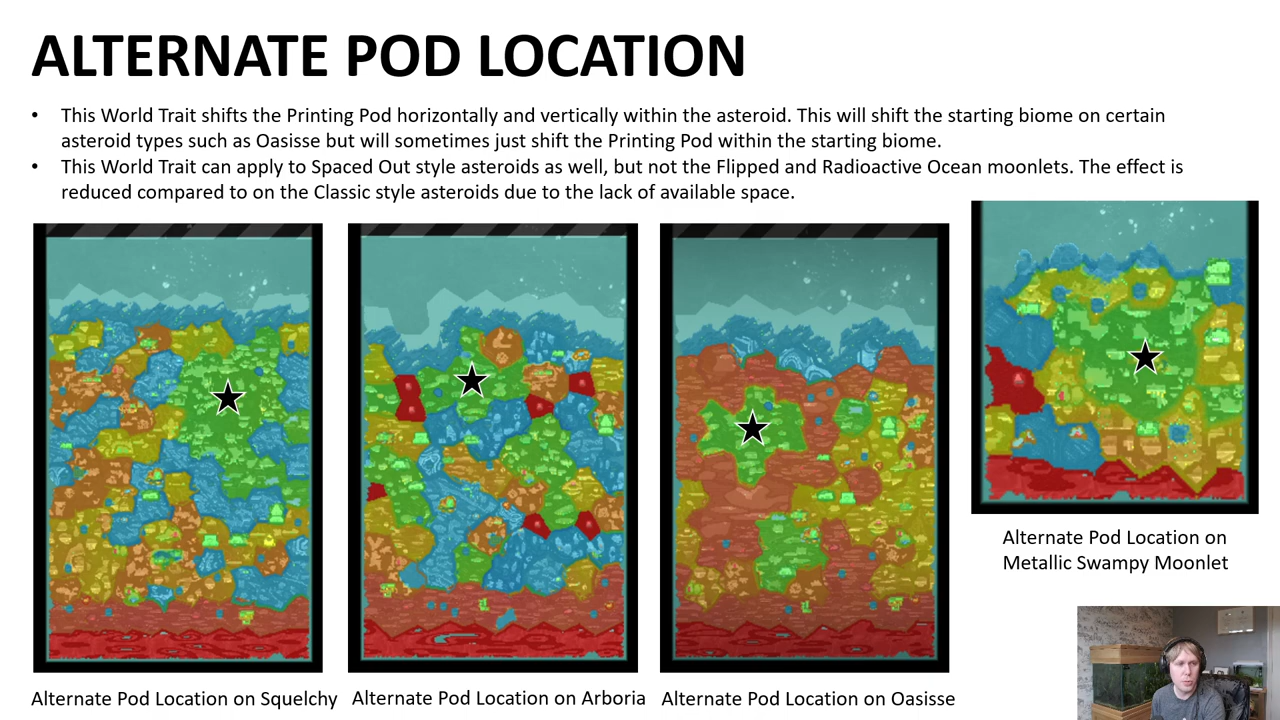 ALTERNATE POD LOCATION
• This World Trait shifts the Printing Pod horizontally and vertically within the asteroid. This will shift the starting biome on certain
asteroid types such as Oasisse but will sometimes just shift the Printing Pod within the starting biome.
• This World Trait can apply to Spaced Out style asteroids as well, but not the Flipped and Radioactive Ocean moonlets. The effect is
reduced compared to on the Classic style asteroids due to the lack of available space.
Alternate Pod Location on
Metallic Swampy Moonlet
Alternate Pod Location on Squelchy
Alternate Pod Location on Arboria
Alternate Pod Location on Oasisse